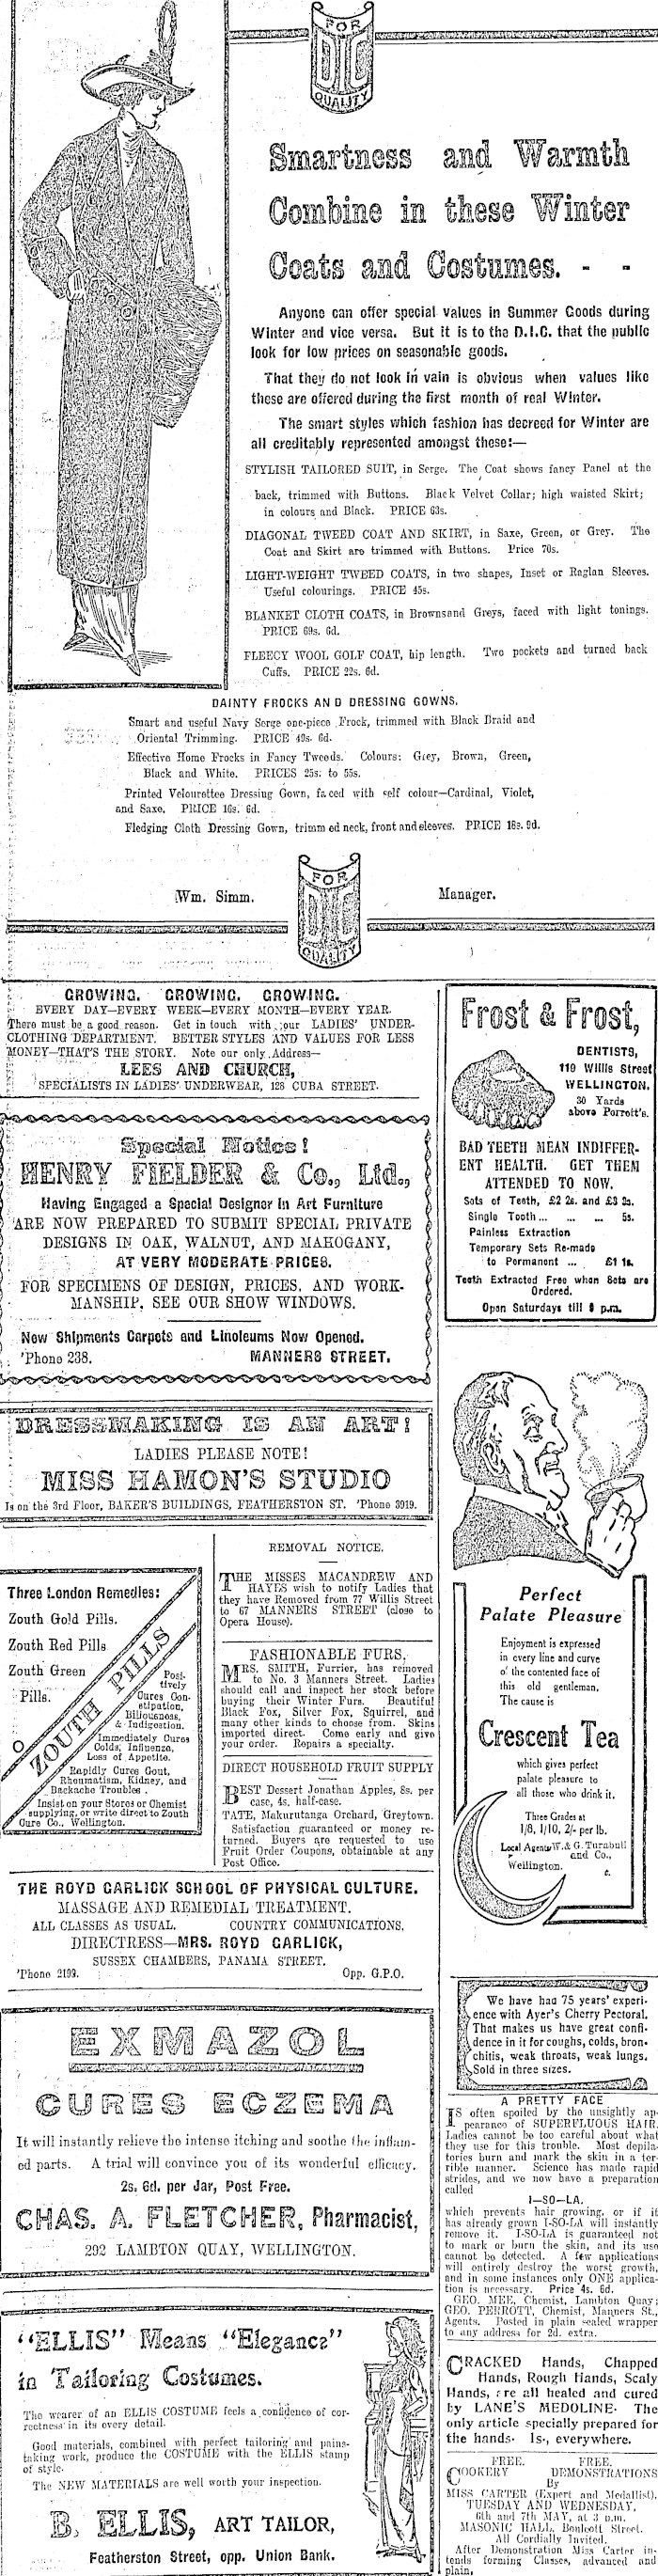 FOR
DIC
QUALITY
Smartness and Warmth
Combine in these Winter
Coats and Costumes. - -
Anyone can offer special values in Summer Goods during
Winter and vice versa. But it is to the D.I.C. that the public
look for low prices on seasonable goods.
That they do not look in vain is obvious when values like
these are offered during the first month of real Winter.
The smart styles which fashion has decreed for Winter are
all creditably represented amongst these:—
STYLISH TAILORED SUIT, in Serge. The Coat shows fancy Panel at the
back, trimmed with Buttons. Black Velvet Collar; high waisted Skirt;
in colours and Black. PRICE 63s.
DIAGONAL TWEED COAT AND SKIRT, in Saxe, Green, or Grey. The
Coat and Skirt are trimmed with Buttons. Price 70s.
LIGHT-WEIGHT TWEED COATS, in two shapes, Inset or Raglan Sleeves.
Useful colourings. PRICE 45s.
BLANKET CLOTH COATS, in Brownsand Greys, faced with light tonings.
PRICE 69s. 6d.
FLEECY WOOL GOLF COAT, hip length. Two pockets and turned back
Cuffs. PRICE 22s. 6d.
DAINTY FROCKS AND DRESSING GOWNS.
Smart and useful Navy Serge one-piece Frock, trimmed with Black Braid and
Oriental Trimming. PRICE 49s. 6d.
Effective Home Frocks in Fancy Tweeds. Colours: Grey, Brown, Green,
Black and White. PRICES 25s. to 55s.
Printed Velourettee Dressing Gown, faced with self colour—Cardinal, Violet,
and Saxe. PRICE 16s. 6d.
Fledging Cloth Dressing Gown, trimmed neck, front and sleeves. PRICE 18s. 9d.
Wm. Simm.
FOR
DIC
QUALITY
Manager.
GROWING. GROWING. GROWING.
EVERY DAY—EVERY WEEK—EVERY MONTH—EVERY YEAR.
There must be a good reason. Get in touch with our LADIES' UNDER-
CLOTHING DEPARTMENT. BETTER STYLES AND VALUES FOR LESS
MONEY—THAT'S THE STORY. Note our only Address—
LEES AND CHURCH,
SPECIALISTS IN LADIES' UNDERWEAR, 128 CUBA STREET.
Special Notice!
HENRY FIELDER & Co., Ltd.,
Having Engaged a Special Designer in Art Furniture
ARE NOW PREPARED TO SUBMIT SPECIAL PRIVATE
DESIGNS IN OAK, WALNUT, AND MAHOGANY,
AT VERY MODERATE PRICES.
FOR SPECIMENS OF DESIGN, PRICES, AND WORK-
MANSHIP, SEE OUR SHOW WINDOWS.
New Shipments Carpets and Linoleums Now Opened.
'Phone 238. MANNERS STREET.
DRESSMAKING IS AN ART!
LADIES PLEASE NOTE!
MISS HAMON'S STUDIO
Is on the 3rd Floor, BAKER'S BUILDINGS, FEATHERSTON ST. 'Phone 3919.
Three London Remedies:
Zouth Gold Pills.
Zouth Red Pills
Zouth Green
Pills.
ZOUTH PILLS
Posi-
tively
Cures Con-
stipation,
Biliousness,
& Indigestion.
Immediately Cures
Colds, Influenza,
Loss of Appetite.
Rapidly Cures Gout,
Rheumatism, Kidney, and
Backache Troubles.
Insist on your Stores or Chemist
supplying, or write direct to Zouth
Cure Co., Wellington.
REMOVAL NOTICE.
THE MISSES MACANDREW AND
HAYES wish to notify Ladies that
they have Removed from 77 Willis Street
to 67 MANNERS STREET (close to
Opera House).
FASHIONABLE FURS.
MRS. SMITH, Furrier, has removed
to No. 3 Manners Street. Ladies
should call and inspect her stock before
buying their Winter Furs. Beautiful
Black Fox, Silver Fox, Squirrel, and
many other kinds to choose from. Skins
imported direct. Come early and give
your order. Repairs a specialty.
DIRECT HOUSEHOLD FRUIT SUPPLY
BEST Dessert Jonathan Apples, 8s. per
case, 4s. half-case.
TATE, Makurutanga Orchard, Greytown.
Satisfaction guaranteed or money re-
turned. Buyers are requested to use
Fruit Order Coupons, obtainable at any
Post Office.
THE ROYD GARLICK SCHOOL OF PHYSICAL CULTURE.
MASSAGE AND REMEDIAL TREATMENT.
ALL CLASSES AS USUAL. COUNTRY COMMUNICATIONS.
DIRECTRESS—MRS. ROYD GARLICK,
SUSSEX CHAMBERS, PANAMA STREET.
'Phone 2199. Opp. G.P.O.
EXMAZOL
CURES ECZEMA
It will instantly relieve the intense itching and soothe the inflam-
ed parts. A trial will convince you of its wonderful efficacy.
2s. 6d. per Jar, Post Free.
CHAS. A. FLETCHER, Pharmacist,
292 LAMBTON QUAY, WELLINGTON.
"ELLIS" Means "Elegance"
in Tailoring Costumes.
The wearer of an ELLIS COSTUME feels a confidence of cor-
rectness in its every detail.
Good materials, combined with perfect tailoring and pains-
taking work, produce the COSTUME with the ELLIS stamp
of style.
The NEW MATERIALS are well worth your inspection.
B. ELLIS, ART TAILOR,
Featherston Street, opp. Union Bank.
Frost & Frost,
DENTISTS,
119 Willis Street
WELLINGTON.
30 Yards
above Perrett's.
BAD TEETH MEAN INDIFFER-
ENT HEALTH. GET THEM
ATTENDED TO NOW.
Sets of Teeth, £2 2s. and £3 3s.
Single Tooth... ... ... 5s.
Painless Extraction
Temporary Sets Re-made
to Permanent ... £1 1s.
Teeth Extracted Free when Sets are
Ordered.
Open Saturdays till p.m.
Perfect
Palate Pleasure
Enjoyment is expressed
in every line and curve
of the contented face of
this old gentleman.
The cause is
Crescent Tea
which gives perfect
palate pleasure to
all those who drink it.
Three Grades at
1/8, 1/10, 2/- per lb.
Local Agents W. & G. Turnbull
and Co.,
Wellington.
c.
We have had 75 years' experi-
ence with Ayer's Cherry Pectoral.
That makes us have great confi-
dence in it for coughs, colds, bron-
chitis, weak throats, weak lungs.
Sold in three sizes.
A PRETTY FACE
IS often spoiled by the unsightly ap-
pearance of SUPERFLUOUS HAIR.
Ladies cannot be too careful about what
they use for this trouble. Most depila-
tories burn and mark the skin in a ter-
rible manner. Science has made rapid
strides, and we now have a preparation
called
I—SO—LA,
which prevents hair growing, or if it
has already grown I-SO-LA will instantly
remove it. I-SO-LA is guaranteed not
to mark or burn the skin, and its use
cannot be detected. A few applications
will entirely destroy the worst growth,
and in some instances only ONE applica-
tion is necessary. Price 4s. 6d.
GEO. MEE, Chemist, Lambton Quay;
GEO. PERROTT, Chemist, Manners St.,
Agents. Posted in plain sealed wrapper
to any address for 2d. extra.
CRACKED Hands, Chapped
Hands, Rough Hands, Scaly
Hands, are all healed and cured
by LANE'S MEDOLINE. The
only article specially prepared for
the hands. 1s., everywhere.
FREE. FREE.
COOKERY DEMONSTRATIONS
By
MISS CARTER (Expert and Medallist).
TUESDAY AND WEDNESDAY,
6th and 7th MAY, at 3 p.m.
MASONIC HALL, Boulcott Street.
All Cordially Invited.
After Demonstration Miss Carter in-
tends forming Classes, advanced and
plain.